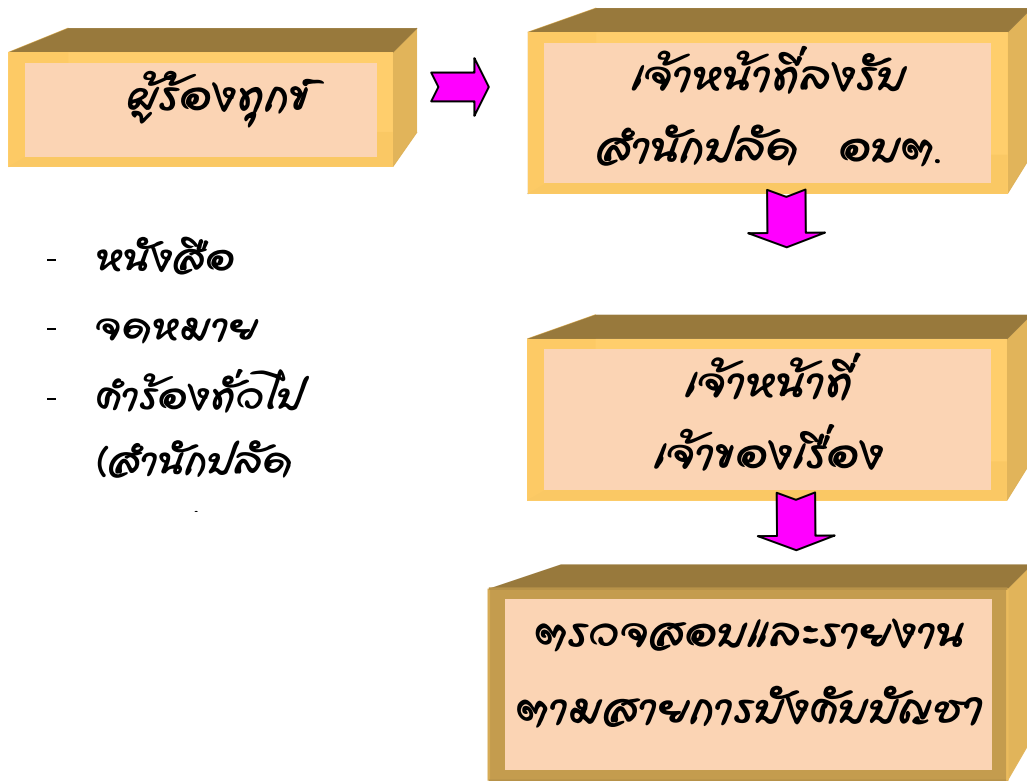 ผู้ร้องทุกข์
เจ้าหน้าที่ลงรับ
สำนักปลัด อบต.
- หนังสือ
- จดหมาย
- คำร้องทั่วไป
(สำนักปลัด
เจ้าหน้าที่
เจ้าของเรื่อง
ตรวจสอบและรายงาน
ตามสายการบังคับบัญชา